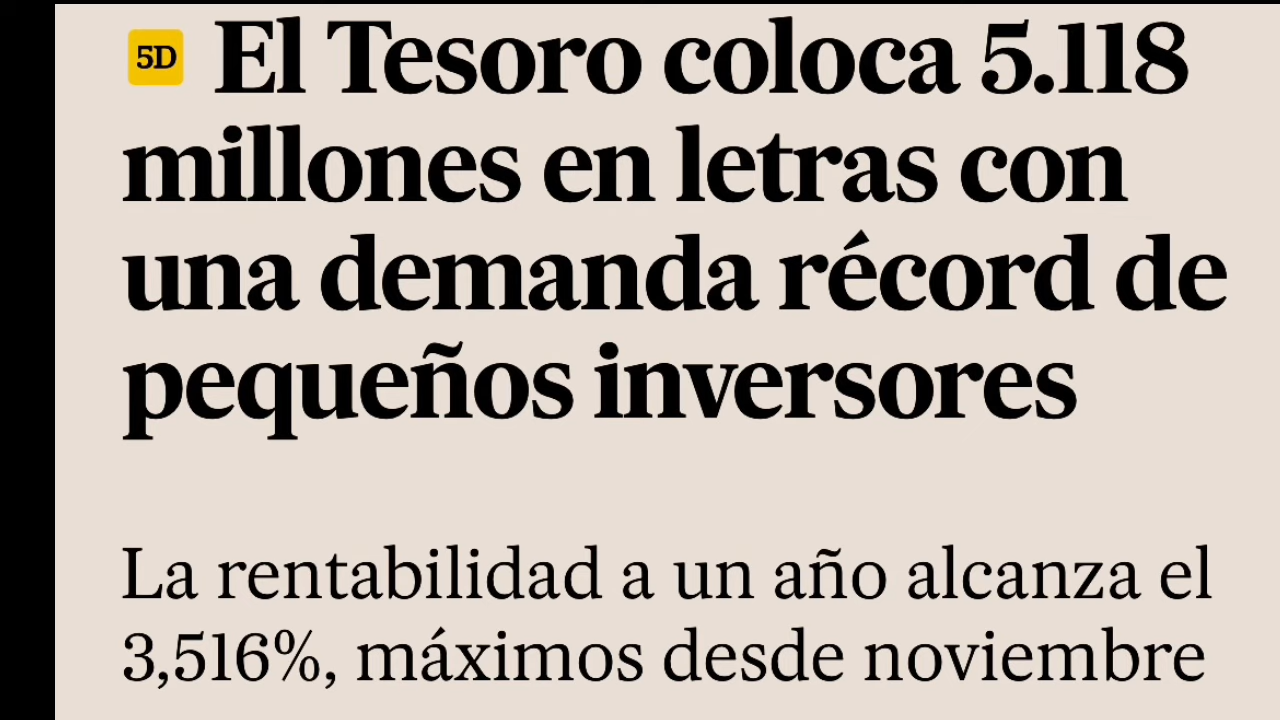 5D El Tesoro coloca 5.118
millones en letras con
una demanda récord de
pequeños inversores
La rentabilidad a un año alcanza el
3,516%, máximos desde noviembre